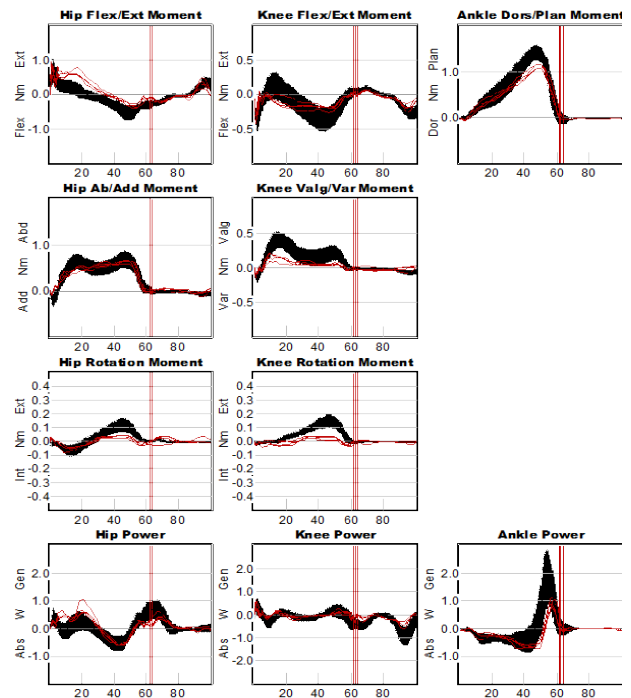 Hip Flex/Ext Moment Knee Flex/Ext Moment Ankle Dors/Plan Moment
Ext 1.0 Nm 0.0 Flex -1.0
20 40 60 80
Ext 0.5 Nm 0.0 Flex -0.5
20 40 60 80
Plan 1.0 Nm Dor 0.0
20 40 60 80
Hip Ab/Add Moment Knee Valg/Var Moment
Abd 1.0 Nm Add 0.0
20 40 60 80
Valg 0.5 Nm 0.0 Var -0.5
20 40 60 80
Hip Rotation Moment Knee Rotation Moment
Ext 0.4 0.3 0.2 0.1 Nm 0.0 -0.1 Int -0.2 -0.3 -0.4
20 40 60 80
Ext 0.4 0.3 0.2 0.1 Nm 0.0 -0.1 Int -0.2 -0.3 -0.4
20 40 60 80
Hip Power Knee Power Ankle Power
Gen 2.0 W 1.0 0.0 Abs -1.0
20 40 60 80
Gen 2.0 1.0 W 0.0 Abs -1.0 -2.0
20 40 60 80
Gen 2.0 W 1.0 0.0 Abs -1.0
20 40 60 80